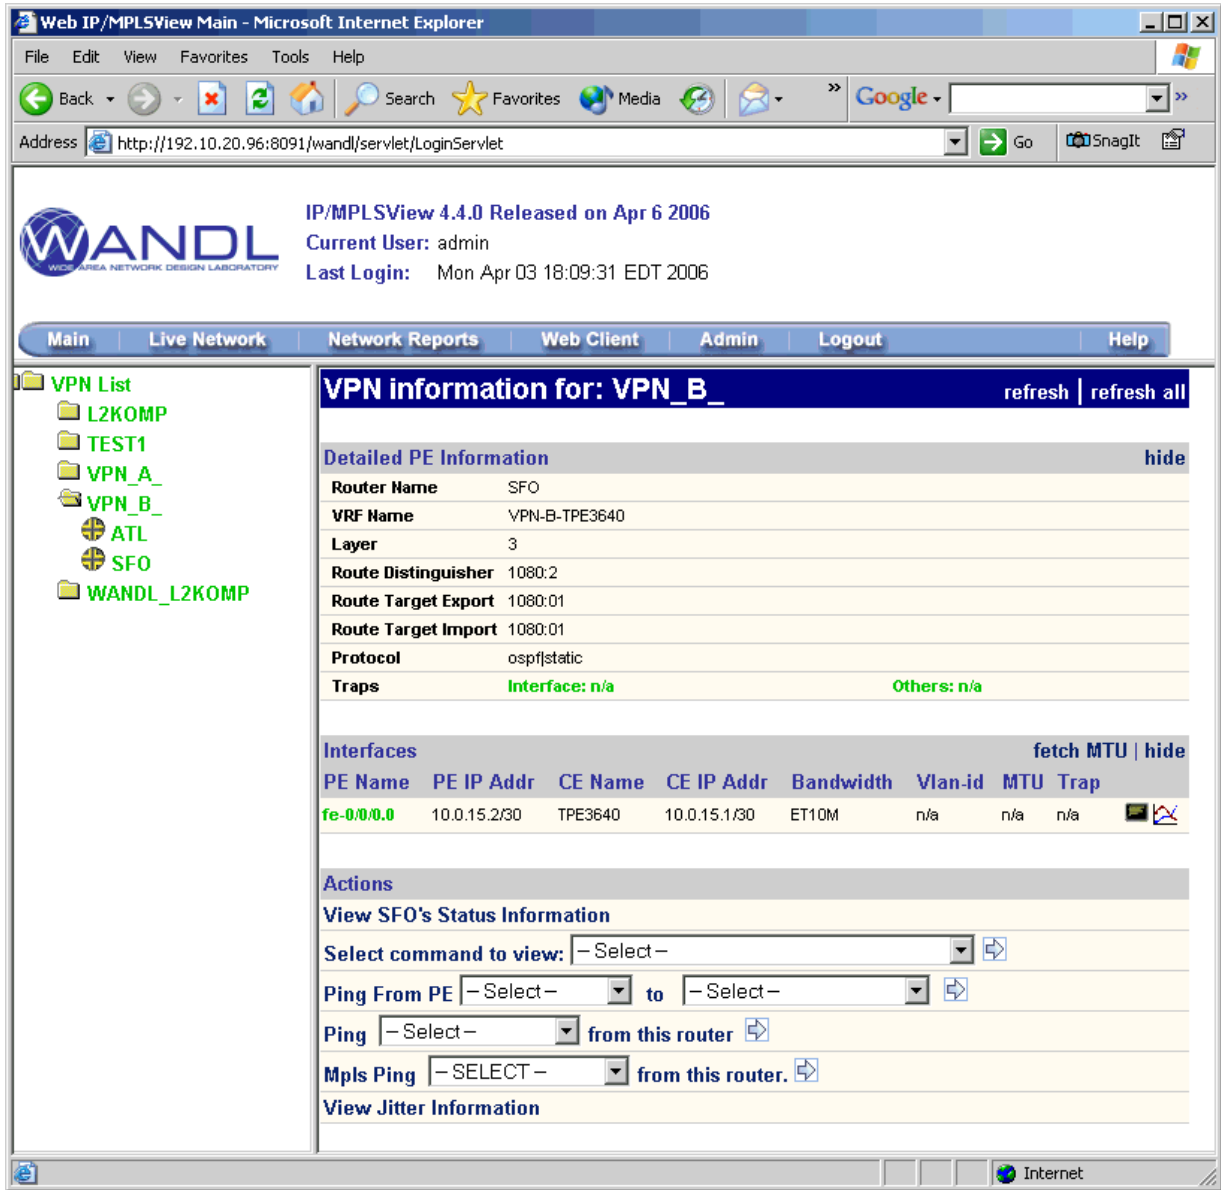 Web IP/MPLSView Main - Microsoft Internet Explorer
File Edit View Favorites Tools Help
Back Search Favorites Media » Google »
Address http://192.10.20.96:8091/wandl/servlet/LoginServlet Go SnagIt
WANDL
WIDE AREA NETWORK DESIGN LABORATORY
IP/MPLSView 4.4.0 Released on Apr 6 2006
Current User: admin
Last Login: Mon Apr 03 18:09:31 EDT 2006
Main Live Network Network Reports Web Client Admin Logout Help
VPN List
L2KOMP
TEST1
VPN_A_
VPN_B_
ATL
SFO
WANDL_L2KOMP
VPN information for: VPN_B_ refresh | refresh all
Detailed PE Information hide
Router Name SFO
VRF Name VPN-B-TPE3640
Layer 3
Route Distinguisher 1080:2
Route Target Export 1080:01
Route Target Import 1080:01
Protocol ospf|static
Traps Interface: n/a Others: n/a
Interfaces fetch MTU | hide
PE Name PE IP Addr CE Name CE IP Addr Bandwidth Vlan-id MTU Trap
fe-0/0/0.0 10.0.15.2/30 TPE3640 10.0.15.1/30 ET10M n/a n/a n/a
Actions
View SFO's Status Information
Select command to view: -- Select --
Ping From PE -- Select -- to -- Select --
Ping -- Select -- from this router
Mpls Ping -- SELECT -- from this router.
View Jitter Information
Internet